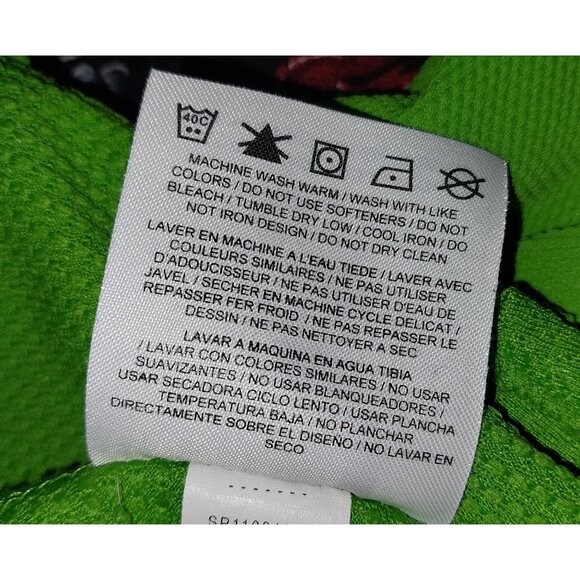 40C
MACHINE WASH WARM / WASH WITH LIKE
COLORS / DO NOT USE SOFTENERS / DO NOT
BLEACH / TUMBLE DRY LOW / COOL IRON / DO
NOT IRON DESIGN / DO NOT DRY CLEAN
LAVER EN MACHINE A L'EAU TIEDE / LAVER AVEC
COULEURS SIMILAIRES / NE PAS UTILISER
D'ADOUCISSEUR / NE PAS UTILISER D'EAU DE
JAVEL / SECHER EN MACHINE CYCLE DELICAT /
REPASSER FER FROID / NE PAS REPASSER LE
DESSIN / NE PAS NETTOYER A SEC
LAVAR A MAQUINA EN AGUA TIBIA
/ LAVAR CON COLORES SIMILARES / NO USAR
SUAVIZANTES / NO USAR BLANQUEADORES /
USAR SECADORA CICLO LENTO / USAR PLANCHA
TEMPERATURA BAJA / NO PLANCHAR
DIRECTAMENTE SOBRE EL DISEÑO / NO LAVAR EN
SECO
-------